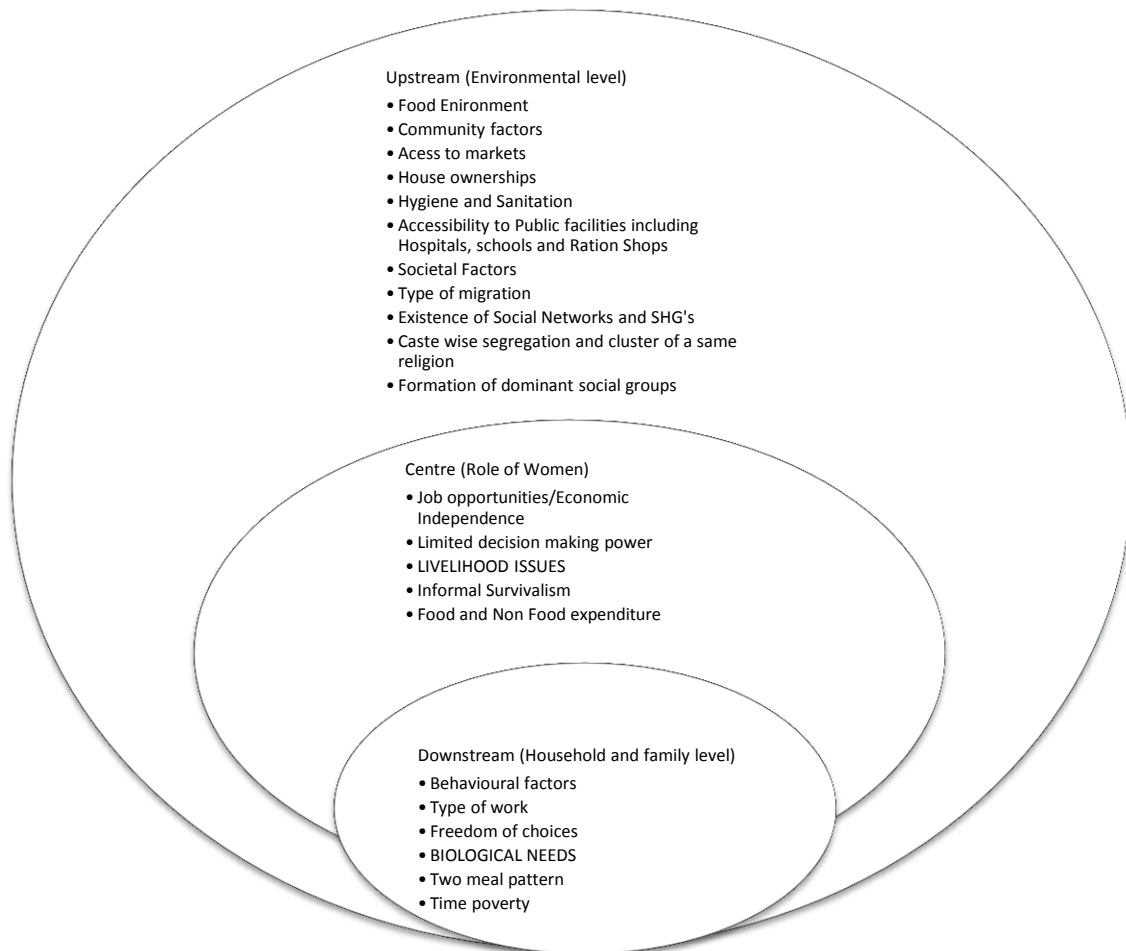 Upstream (Environmental level)
• Food Enironment
• Community factors
• Acess to markets
• House ownerships
• Hygiene and Sanitation
• Accessibility to Public facilities including
Hospitals, schools and Ration Shops
• Societal Factors
• Type of migration
• Existence of Social Networks and SHG's
• Caste wise segregation and cluster of a same
religion
• Formation of dominant social groups
Centre (Role of Women)
• Job opportunities/Economic
Independence
• Limited decision making power
• LIVELIHOOD ISSUES
• Informal Survivalism
• Food and Non Food expenditure
Downstream (Household and family level)
• Behavioural factors
• Type of work
• Freedom of choices
• BIOLOGICAL NEEDS
• Two meal pattern
• Time poverty